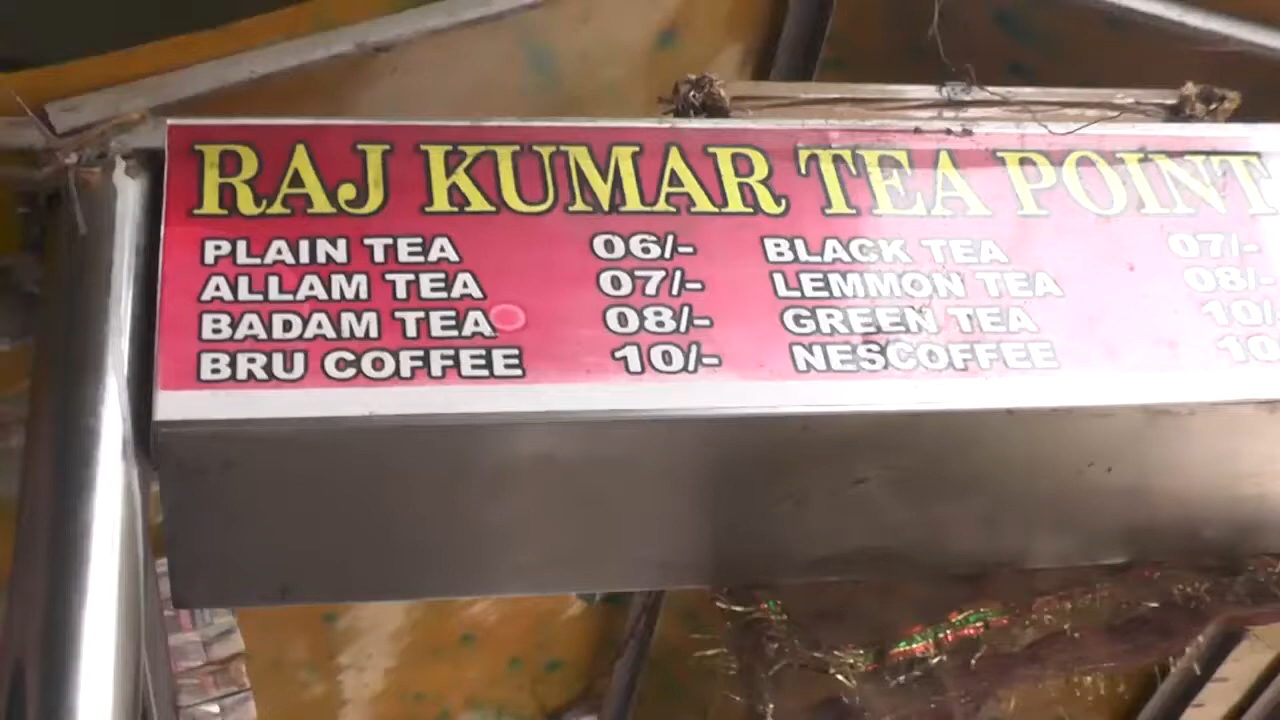 RAJ KUMAR TEA POINT
PLAIN TEA 06/- BLACK TEA 07/-
ALLAM TEA 07/- LEMMON TEA 08/-
BADAM TEA 08/- GREEN TEA 10/
BRU COFFEE 10/- NESCOFFEE 10